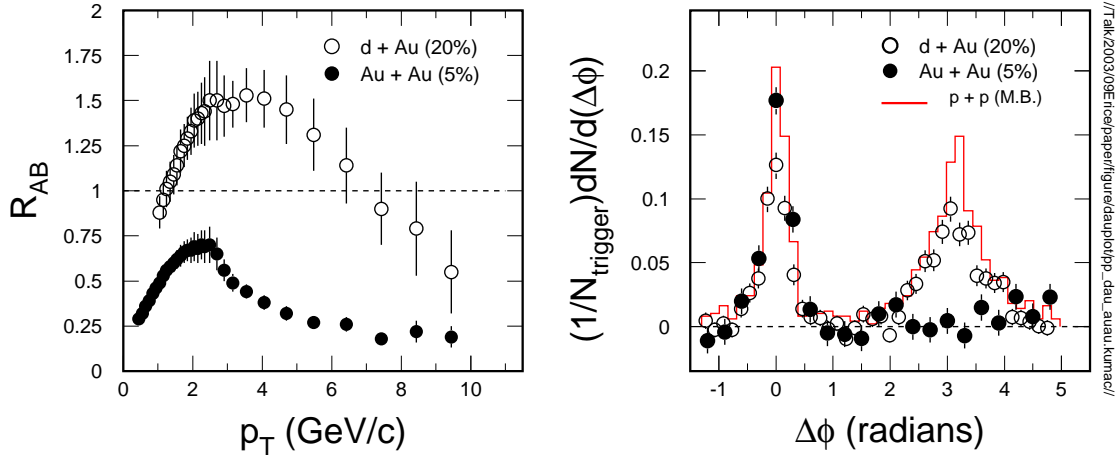 R_AB
2
1.75
1.5
1.25
1
0.75
0.5
0.25
0
0 2 4 6 8 10
p_T (GeV/c)
d + Au (20%)
Au + Au (5%)
(1/N_trigger)dN/d(Δφ)
0.2
0.15
0.1
0.05
0
-1 0 1 2 3 4 5
Δφ (radians)
d + Au (20%)
Au + Au (5%)
p + p (M.B.)
//Talk/2003/09Erice/paper/figure/dauplot/pp_dau_auau.kumac//